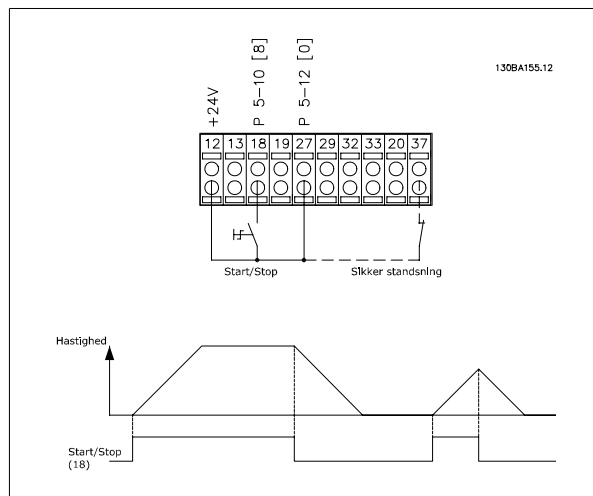 130BA155.12
+24V
P 5-10 [8]
P 5-12 [0]
12 13 18 19 27 29 32 33 20 37
Start/Stop
Sikker standsning
Hastighed
Start/Stop
(18)